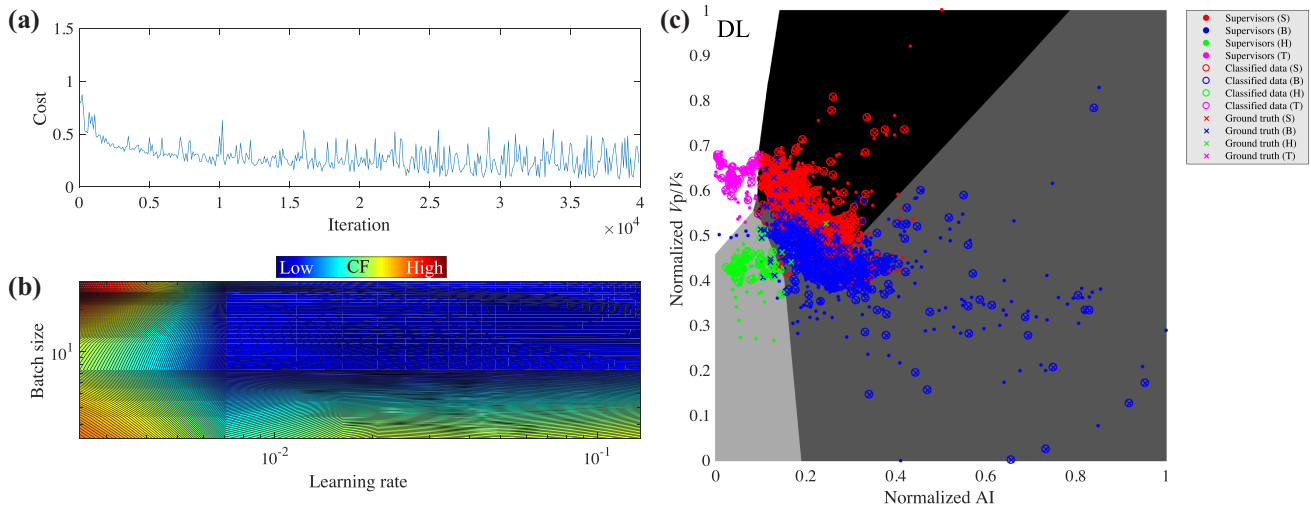 (a)
1.5
1
0.5
0
Cost
0 0.5 1 1.5 2 2.5 3 3.5 4
Iteration
×10⁴
Low CF High
(b)
Batch size
10¹
10⁻² 10⁻¹
Learning rate
(c)
DL
1
0.9
0.8
0.7
0.6
0.5
0.4
0.3
0.2
0.1
0
Normalized Vp/Vs
0 0.2 0.4 0.6 0.8 1
Normalized AI
Supervisors (S)
Supervisors (B)
Supervisors (H)
Supervisors (T)
Classified data (S)
Classified data (B)
Classified data (H)
Classified data (T)
Ground truth (S)
Ground truth (B)
Ground truth (H)
Ground truth (T)